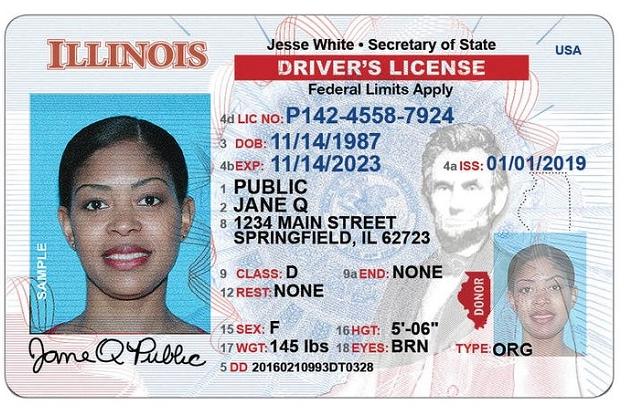 ILLINOIS
Jesse White • Secretary of State
USA
DRIVER'S LICENSE
Federal Limits Apply
4d LIC NO: P142-4558-7924
3 DOB: 11/14/1987
4b EXP: 11/14/2023 4a ISS: 01/01/2019
1 PUBLIC
2 JANE Q
8 1234 MAIN STREET
SPRINGFIELD, IL 62723
9 CLASS: D 9a END: NONE
12 REST: NONE
15 SEX: F 16 HGT: 5'-06"
17 WGT: 145 lbs 18 EYES: BRN TYPE: ORG
5 DD 20160210993DT0328
SAMPLE
DONOR
Jane Q Public